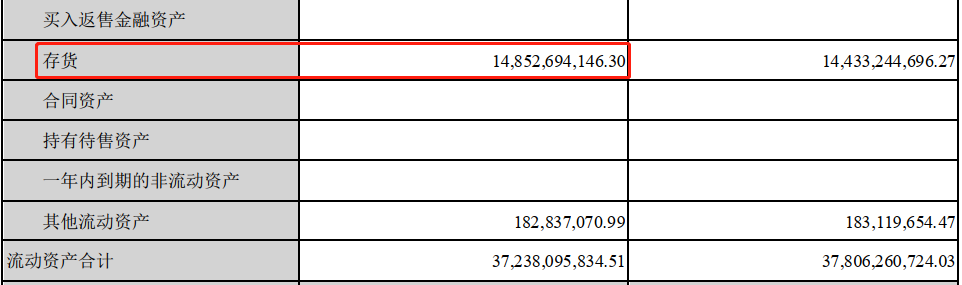 买入返售金融资产
存货 14,852,694,146.30 14,433,244,696.27
合同资产
持有待售资产
一年内到期的非流动资产
其他流动资产 182,837,070.99 183,119,654.47
流动资产合计 37,238,095,834.51 37,806,260,724.03